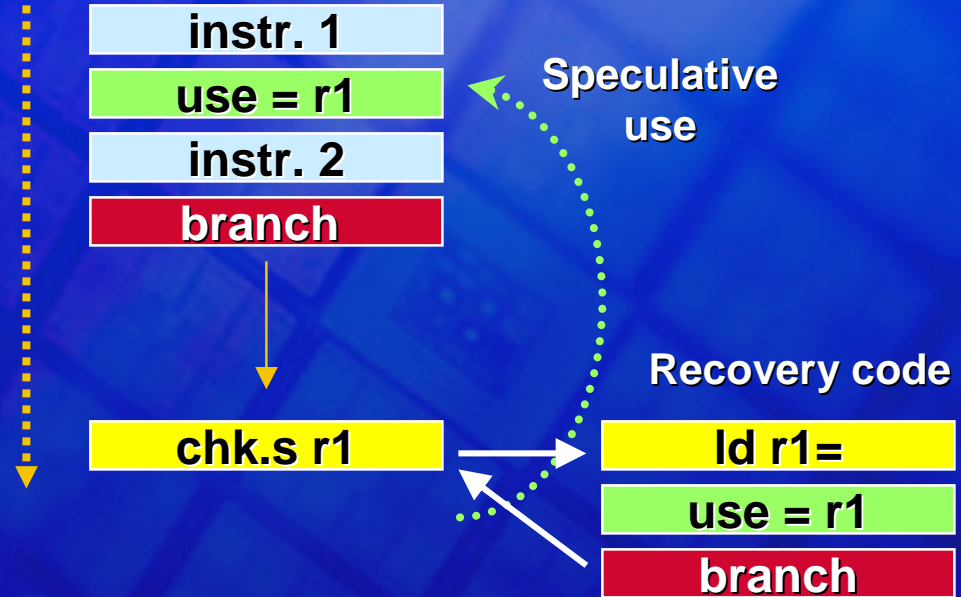 instr. 1
use = r1
instr. 2
branch
Speculative
use
chk.s r1
Recovery code
ld r1=
use = r1
branch